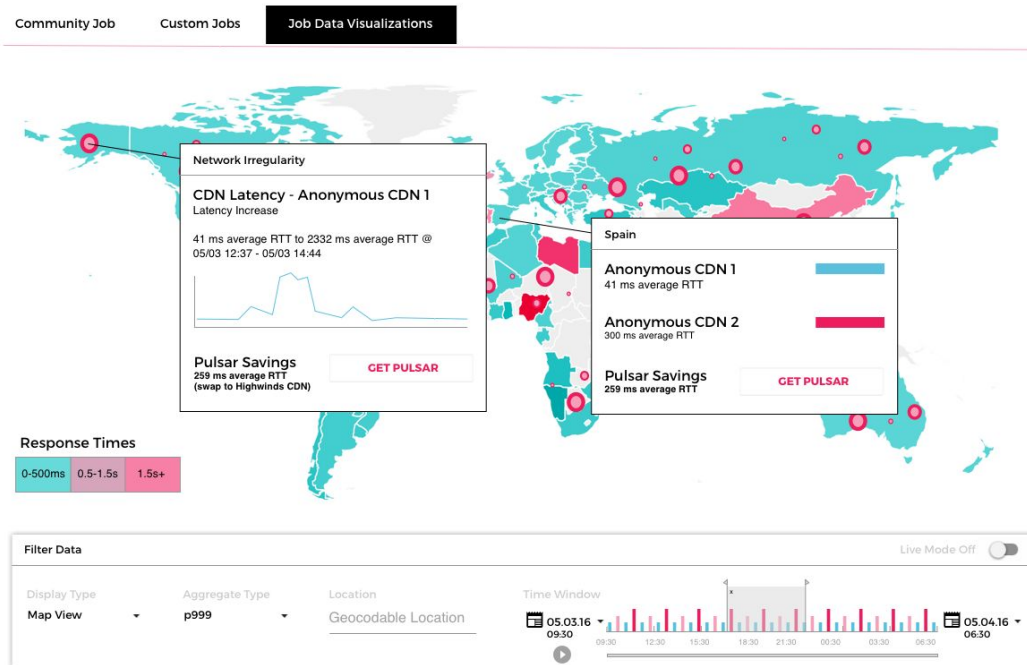 Community Job
Custom Jobs
Job Data Visualizations
Network Irregularity
CDN Latency - Anonymous CDN 1
Latency Increase
41 ms average RTT to 2332 ms average RTT @
05/03 12:37 - 05/03 14:44
Pulsar Savings
259 ms average RTT
(swap to Highwinds CDN)
GET PULSAR
Spain
Anonymous CDN 1
41 ms average RTT
Anonymous CDN 2
300 ms average RTT
Pulsar Savings
259 ms average RTT
GET PULSAR
Response Times
0-500ms
0.5-1.5s
1.5s+
Filter Data
Live Mode Off
Display Type
Map View
Aggregate Type
p999
Location
Geocodable Location
Time Window
05.03.16
09:30
x
09:30
12:30
15:30
18:30
21:30
00:30
03:30
06:30
05.04.16
06:30